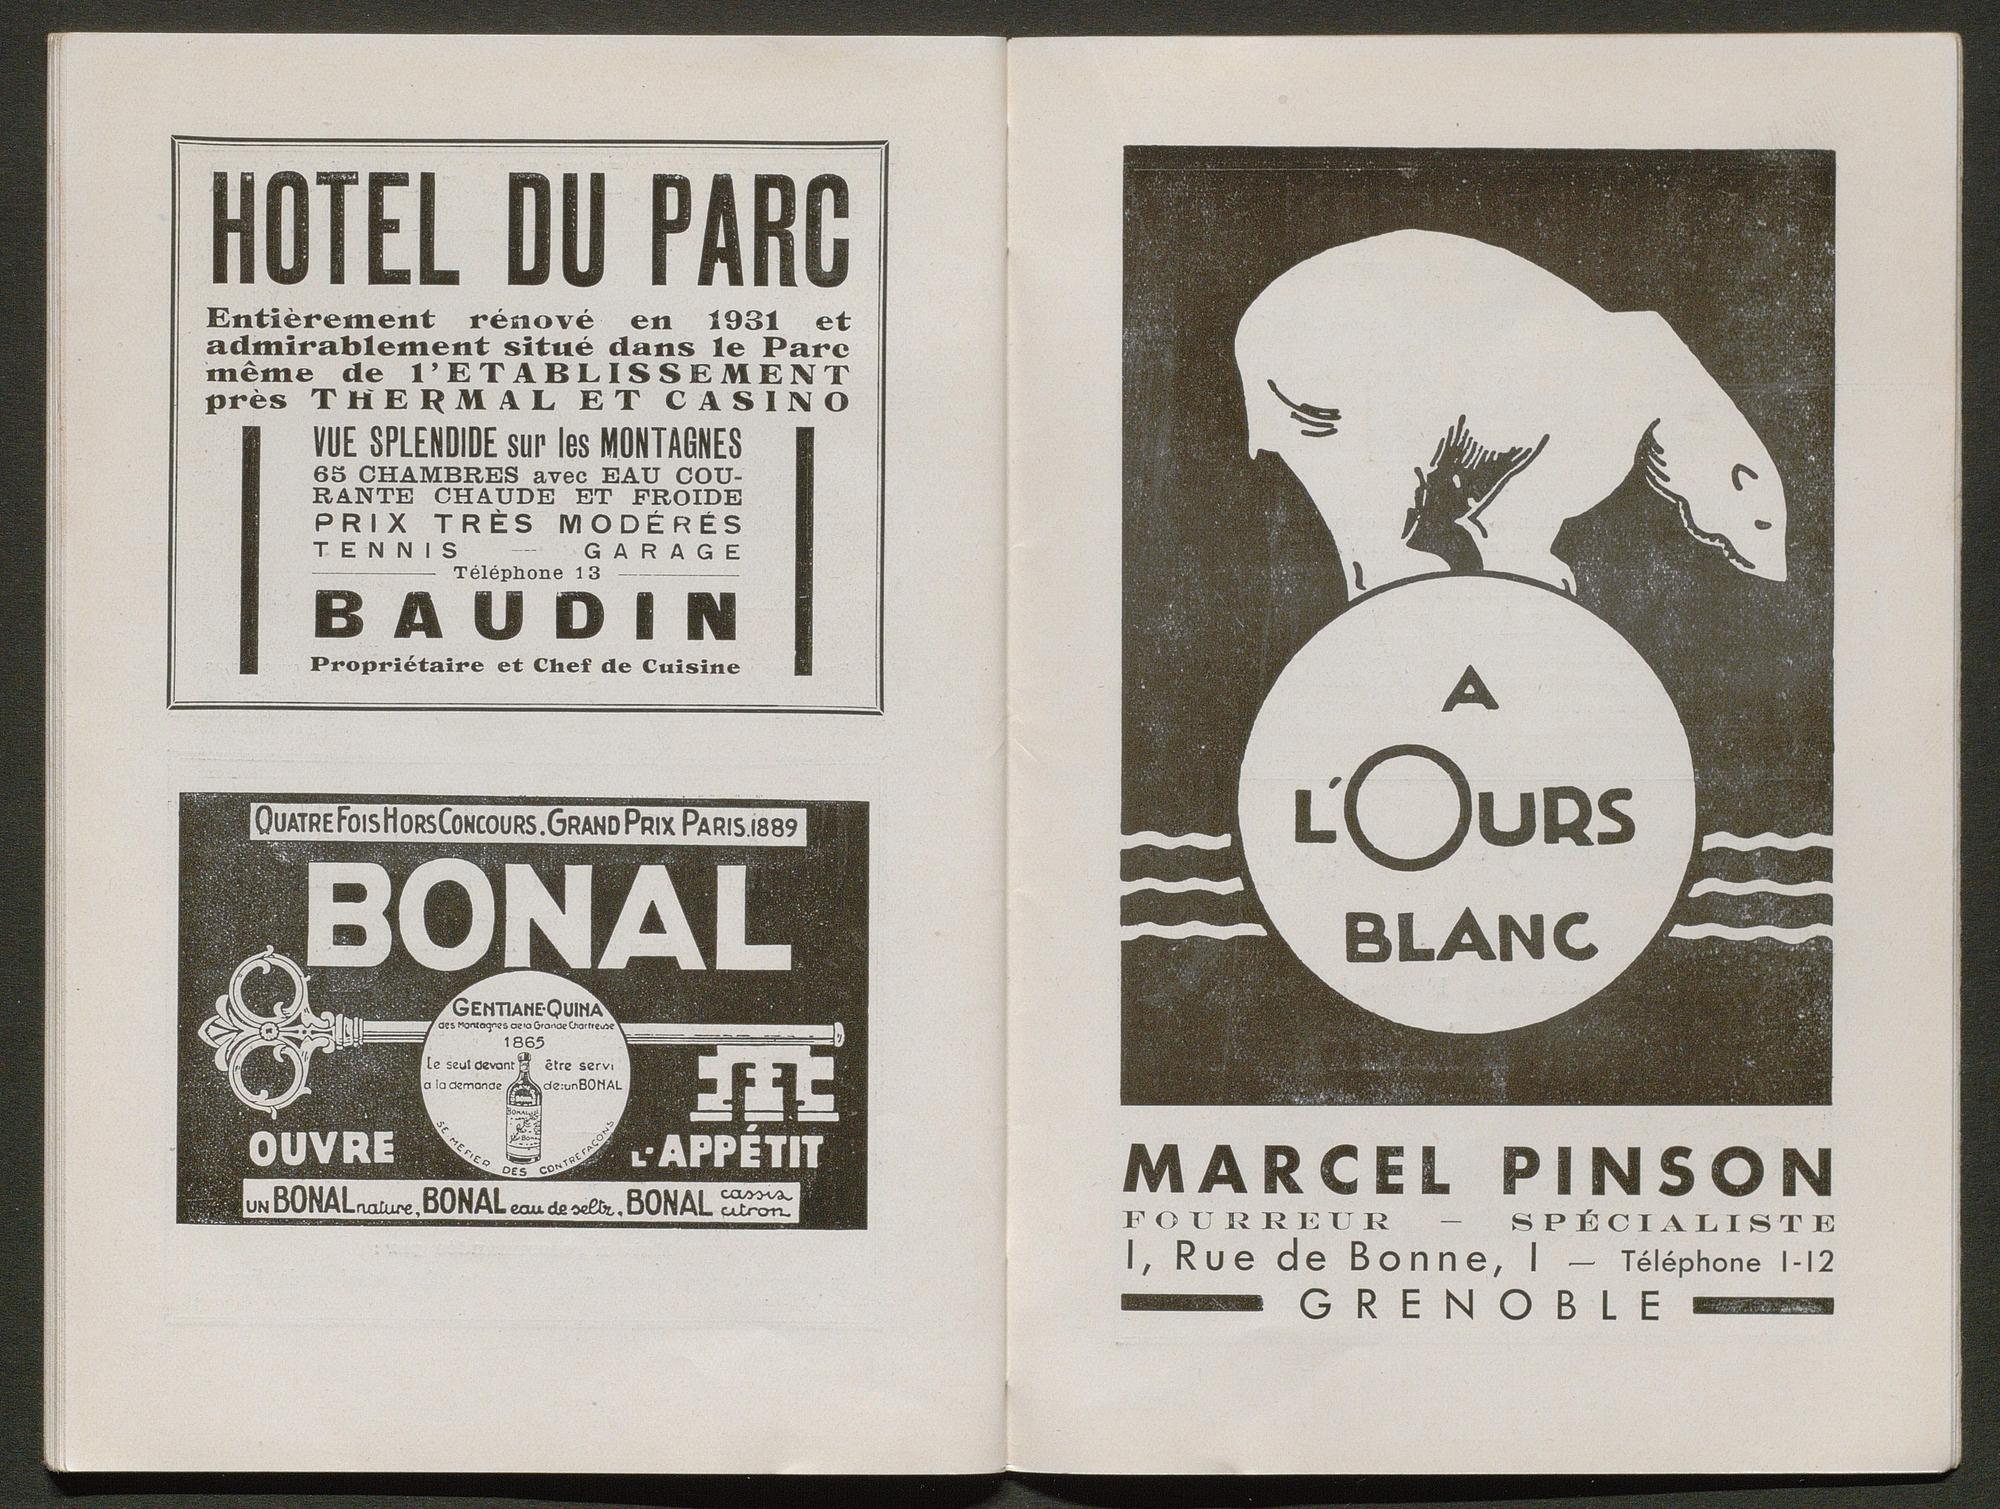 HOTEL DU PARC
Entièrement rénové en 1931 et
admirablement situé dans le Parc
même de l'ETABLISSEMENT
près THERMAL ET CASINO
VUE SPLENDIDE sur les MONTAGNES
65 CHAMBRES avec EAU COU-
RANTE CHAUDE ET FROIDE
PRIX TRÈS MODÉRÉS
TENNIS — GARAGE
Téléphone 13
BAUDIN
Propriétaire et Chef de Cuisine
QUATRE FOIS HORS CONCOURS. GRAND PRIX PARIS. 1889
BONAL
GENTIANE-QUINA
des Montagnes de la Grande Chartreuse
1865
Le seul devant être servi
a la demande de: un BONAL
BONAL
SE MEFIER DES CONTREFAÇONS
OUVRE L'APPÉTIT
UN BONAL nature, BONAL eau de seltz, BONAL cassis
citron
A
L'OURS
BLANC
MARCEL PINSON
FOURREUR – SPÉCIALISTE
1, Rue de Bonne, 1 — Téléphone 1-12
GRENOBLE